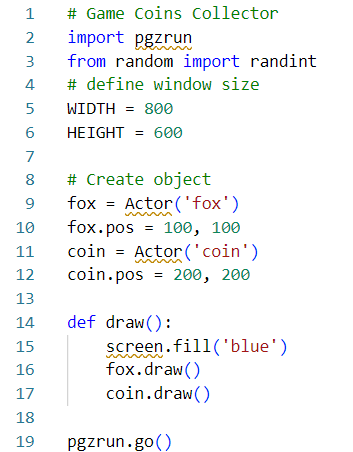 1 # Game Coins Collector
2 import pgzrun
3 from random import randint
4 # define window size
5 WIDTH = 800
6 HEIGHT = 600
7
8 # Create object
9 fox = Actor('fox')
10 fox.pos = 100, 100
11 coin = Actor('coin')
12 coin.pos = 200, 200
13
14 def draw():
15     screen.fill('blue')
16     fox.draw()
17     coin.draw()
18
19 pgzrun.go()